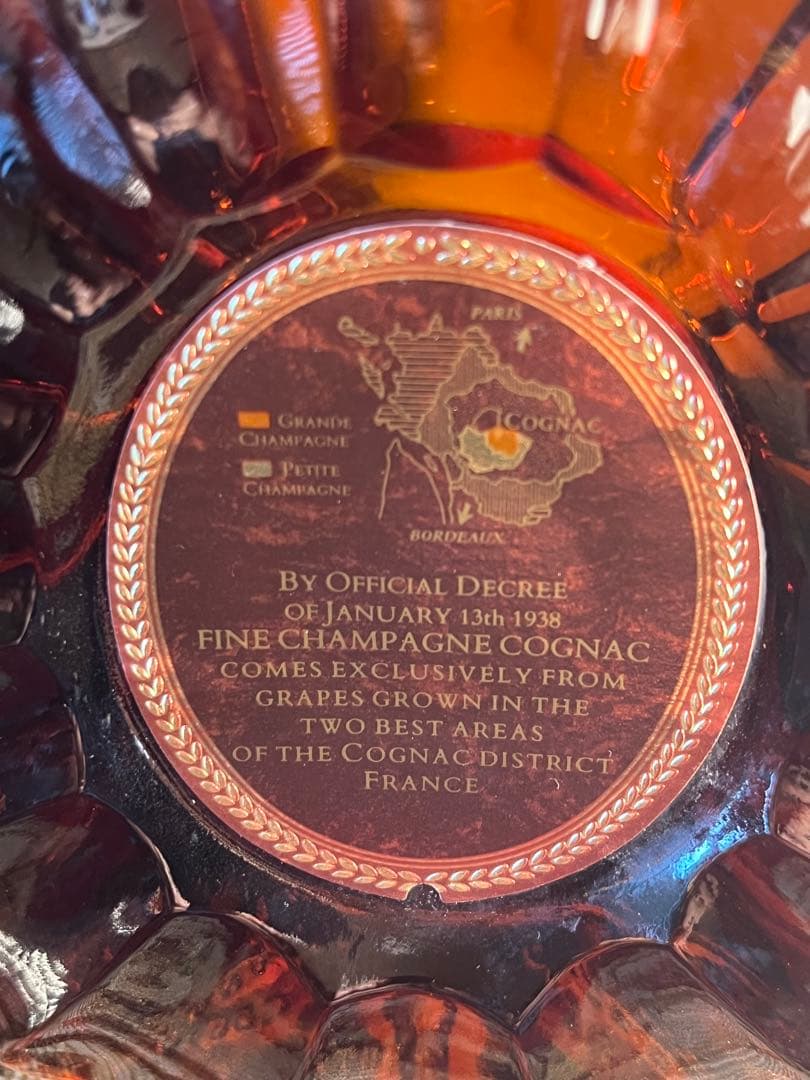 PARIS
COGNAC
GRANDE
CHAMPAGNE
PETITE
CHAMPAGNE
BORDEAUX
BY OFFICIAL DECREE
OF JANUARY 13th 1938
FINE CHAMPAGNE COGNAC
COMES EXCLUSIVELY FROM
GRAPES GROWN IN THE
TWO BEST AREAS
OF THE COGNAC DISTRICT
FRANCE